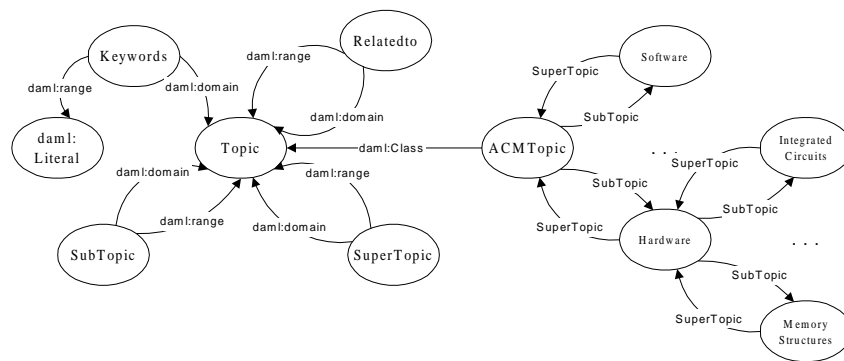 Keywords
Relatedto
Software
daml:range
daml:range
SuperTopic
daml:domain
daml:domain
SubTopic
daml:
Literal
Topic
daml:Class
ACMTopic
. . .
Integrated
Circuits
SuperTopic
daml:domain
daml:range
SubTopic
SubTopic
daml:range
daml:domain
SuperTopic
SubTopic
SuperTopic
Hardware
. . .
SubTopic
SuperTopic
Memory
Structures